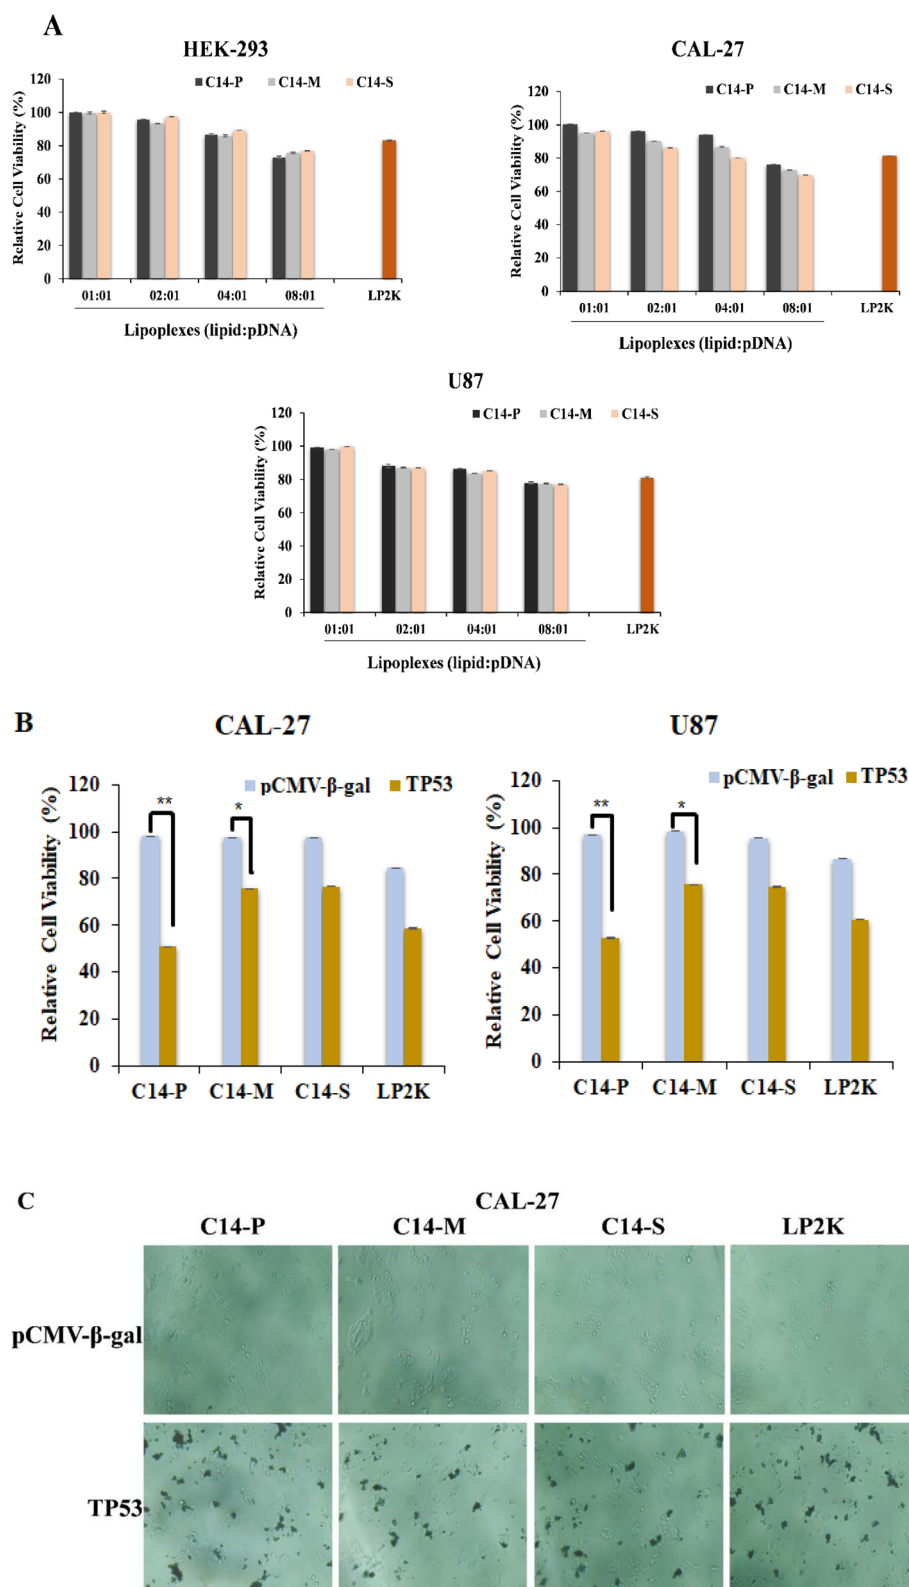 A
HEK-293
C14-P C14-M C14-S
Relative Cell Viability (%)
120
100
80
60
40
20
0
01:01 02:01 04:01 08:01 LP2K
Lipoplexes (lipid:pDNA)
CAL-27
C14-P C14-M C14-S
Relative Cell Viability (%)
120
100
80
60
40
20
0
01:01 02:01 04:01 08:01 LP2K
Lipoplexes (lipid:pDNA)
U87
C14-P C14-M C14-S
Relative Cell Viability (%)
120
100
80
60
40
20
0
01:01 02:01 04:01 08:01 LP2K
Lipoplexes (lipid:pDNA)
B
CAL-27
pCMV-β-gal TP53
Relative Cell Viability (%)
120
100
80
60
40
20
0
** *
C14-P C14-M C14-S LP2K
U87
pCMV-β-gal TP53
Relative Cell Viability (%)
120
100
80
60
40
20
0
** *
C14-P C14-M C14-S LP2K
C
CAL-27
C14-P C14-M C14-S LP2K
pCMV-β-gal
TP53